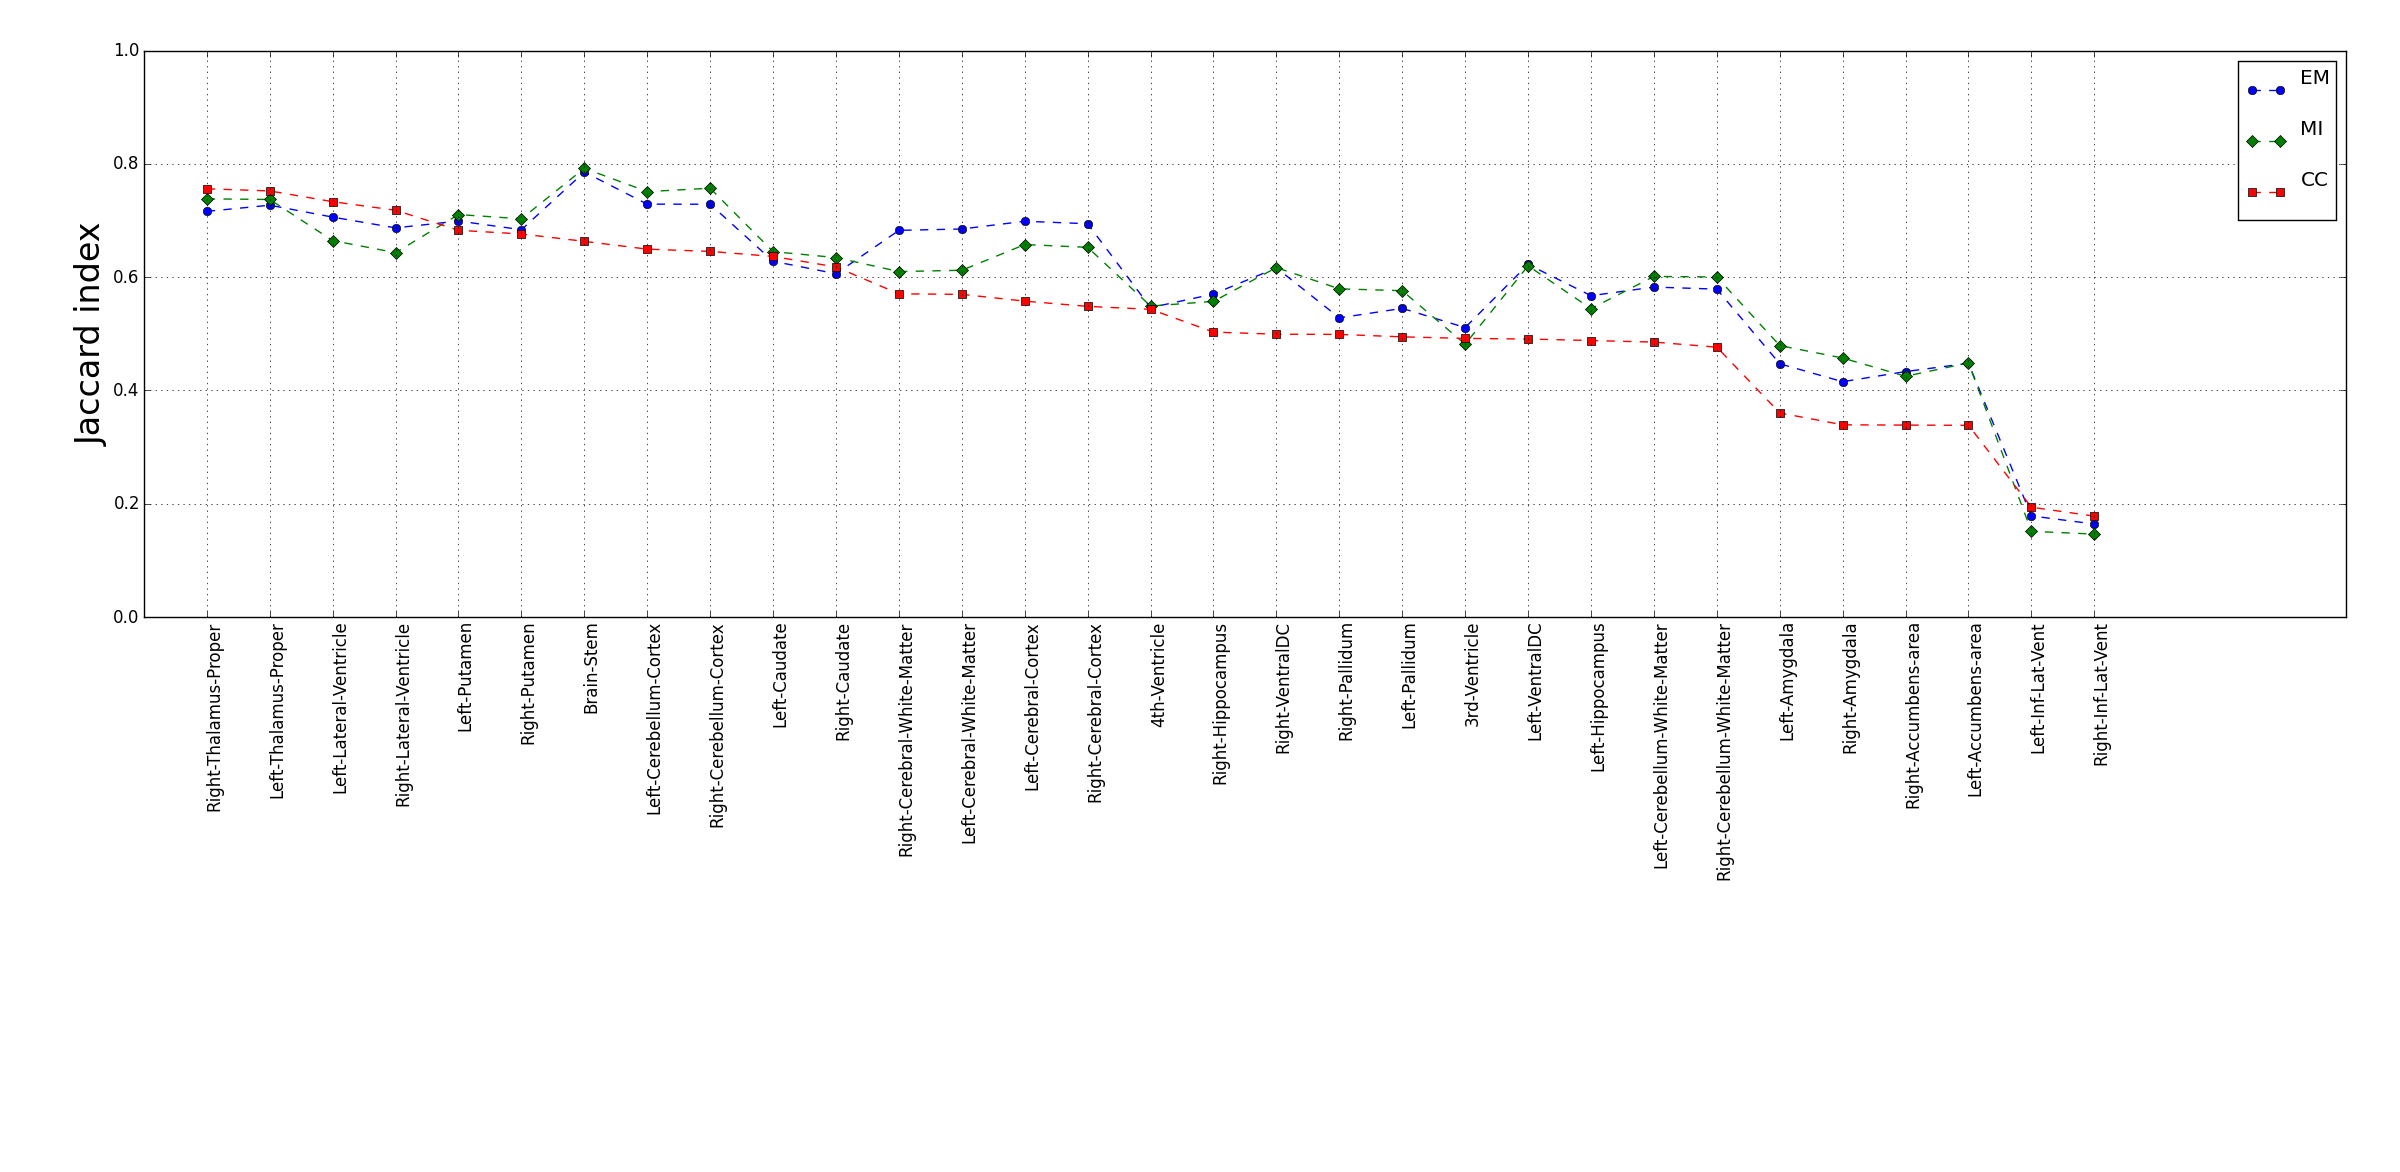 Jaccard index
1.0
0.8
0.6
0.4
0.2
0.0
EM
MI
CC
Right-Thalamus-Proper
Left-Thalamus-Proper
Left-Lateral-Ventricle
Right-Lateral-Ventricle
Left-Putamen
Right-Putamen
Brain-Stem
Left-Cerebellum-Cortex
Right-Cerebellum-Cortex
Left-Caudate
Right-Caudate
Right-Cerebral-White-Matter
Left-Cerebral-White-Matter
Left-Cerebral-Cortex
Right-Cerebral-Cortex
4th-Ventricle
Right-Hippocampus
Right-VentralDC
Right-Pallidum
Left-Pallidum
3rd-Ventricle
Left-VentralDC
Left-Hippocampus
Left-Cerebellum-White-Matter
Right-Cerebellum-White-Matter
Left-Amygdala
Right-Amygdala
Right-Accumbens-area
Left-Accumbens-area
Left-Inf-Lat-Vent
Right-Inf-Lat-Vent